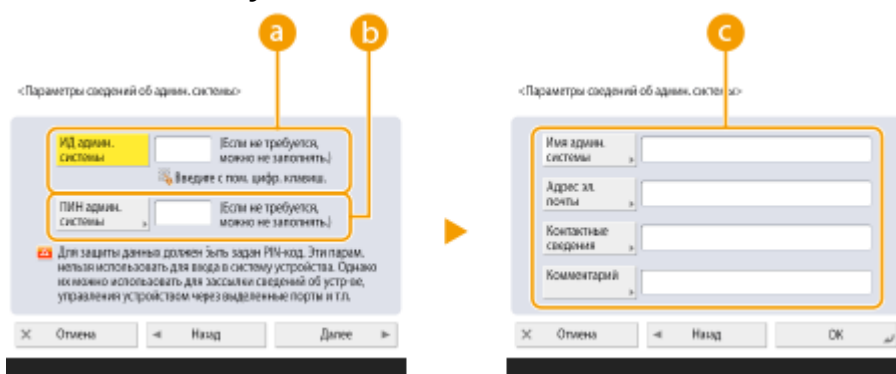 a
b
c
<Параметры сведений об админ. системы>
ИД админ.
системы
(Если не требуется,
можно не заполнять.)
Введите с пом. цифр. клавиш.
ПИН админ.
системы
(Если не требуется,
можно не заполнять.)
Для защиты данных должен быть задан PIN-код. Эти парам.
нельзя использовать для входа в систему устройства. Однако
их можно использовать для рассылки сведений об устр-ве,
управления устройством через выделенные порты и т.п.
Отмена
Назад
Далее
<Параметры сведений об админ. системы>
Имя админ.
системы
Адрес эл.
почты
Контактные
сведения
Комментарий
Отмена
Назад
OK